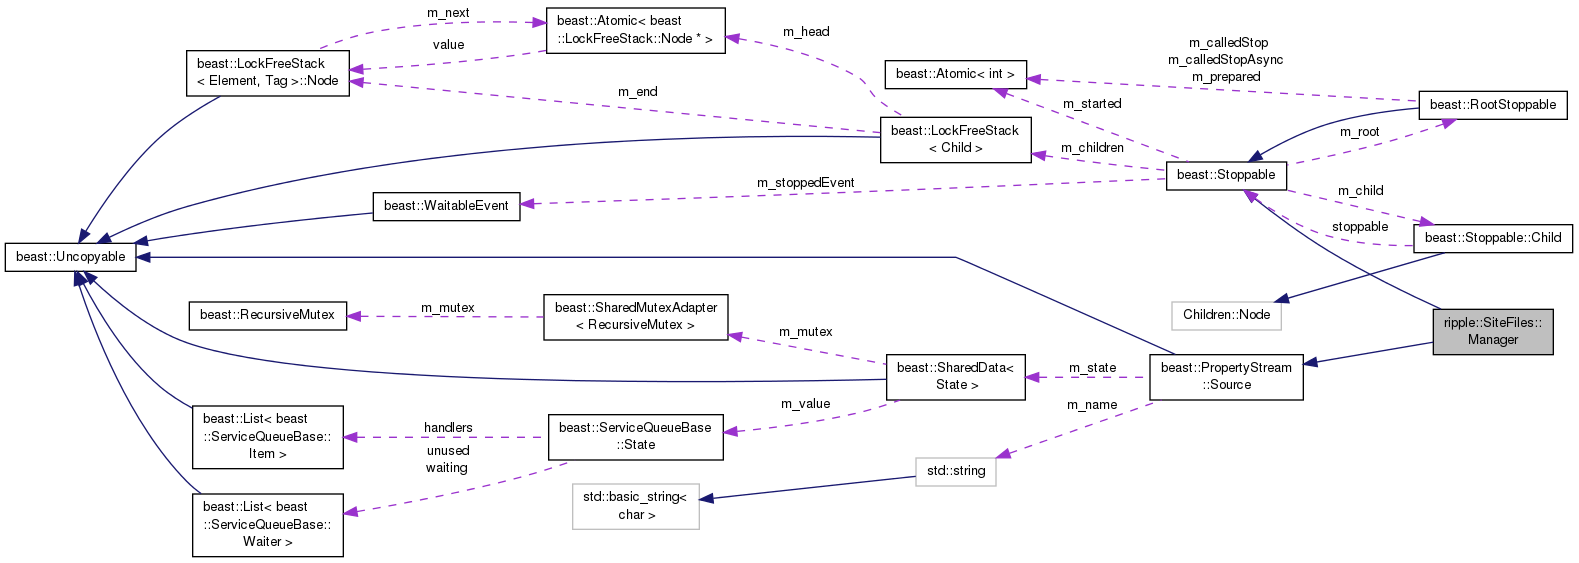 m_next
beast::Atomic< beast
::LockFreeStack::Node * >
value
m_head
beast::LockFreeStack
< Element, Tag >::Node
m_end
m_calledStop
m_calledStopAsync
m_prepared
beast::Atomic< int >
m_started
beast::RootStoppable
beast::LockFreeStack
< Child >
m_children
m_root
beast::Stoppable
m_stoppedEvent
m_child
beast::WaitableEvent
stoppable
beast::Stoppable::Child
beast::Uncopyable
beast::RecursiveMutex
m_mutex
beast::SharedMutexAdapter
< RecursiveMutex >
m_mutex
Children::Node
ripple::SiteFiles::
Manager
beast::SharedData<
State >
m_state
beast::PropertyStream
::Source
m_value
m_name
beast::List< beast
::ServiceQueueBase::
Item >
handlers
unused
waiting
beast::ServiceQueueBase
::State
std::string
std::basic_string<
char >
beast::List< beast
::ServiceQueueBase::
Waiter >